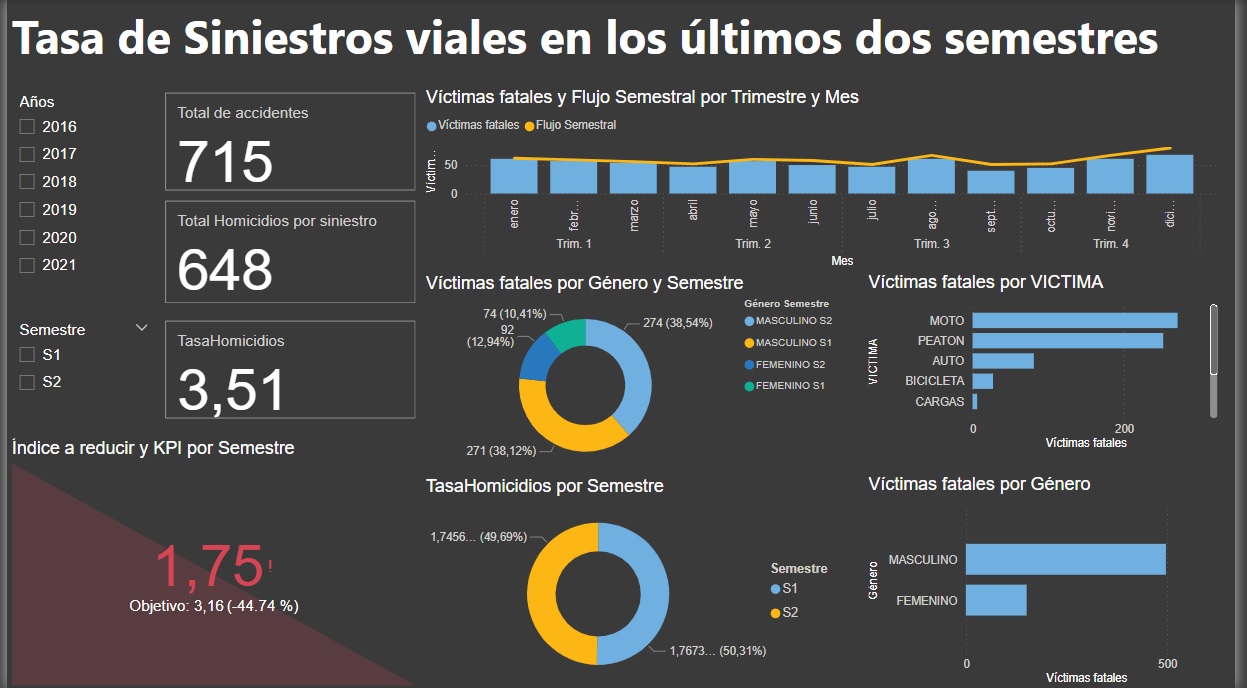 Tasa de Siniestros viales en los últimos dos semestres
Años
2016
2017
2018
2019
2020
2021
Semestre
S1
S2
Total de accidentes
715
Total Homicidios por siniestro
648
TasaHomicidios
3,51
Índice a reducir y KPI por Semestre
1,75!
Objetivo: 3,16 (-44.74 %)
Víctimas fatales y Flujo Semestral por Trimestre y Mes
Víctimas fatales Flujo Semestral
Víctim...
50
0
enero febr... marzo abril mayo junio julio ago... sept... octu... novi... dici...
Trim. 1 Trim. 2 Trim. 3 Trim. 4
Mes
Víctimas fatales por Género y Semestre
74 (10,41%)
92
(12,94%)
274 (38,54%)
271 (38,12%)
Género Semestre
MASCULINO S2
MASCULINO S1
FEMENINO S2
FEMENINO S1
Víctimas fatales por VICTIMA
VICTIMA
MOTO
PEATON
AUTO
BICICLETA
CARGAS
0 200
Víctimas fatales
TasaHomicidios por Semestre
1,7456... (49,69%)
1,7673... (50,31%)
Semestre
S1
S2
Víctimas fatales por Género
Género
MASCULINO
FEMENINO
0 500
Víctimas fatales